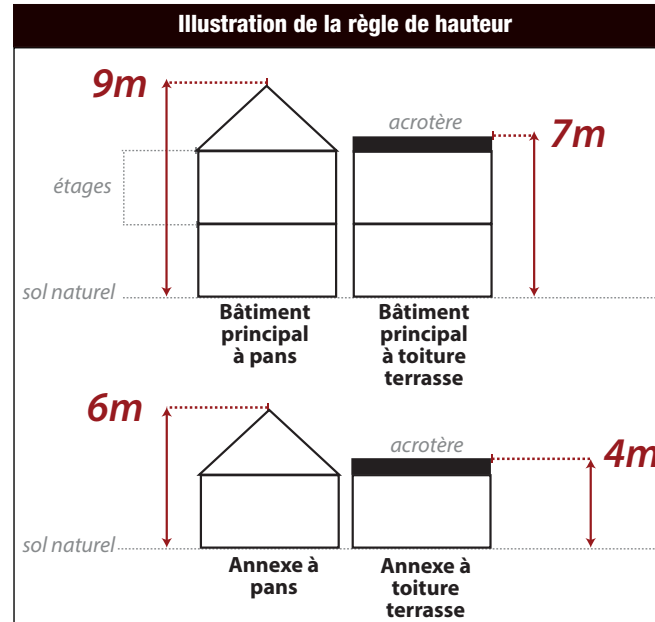 Illustration de la règle de hauteur
9m
acrotère
7m
étages
sol naturel
Bâtiment
principal
à pans
Bâtiment
principal
à toiture
terrasse
6m
acrotère
4m
sol naturel
Annexe à
pans
Annexe à
toiture
terrasse